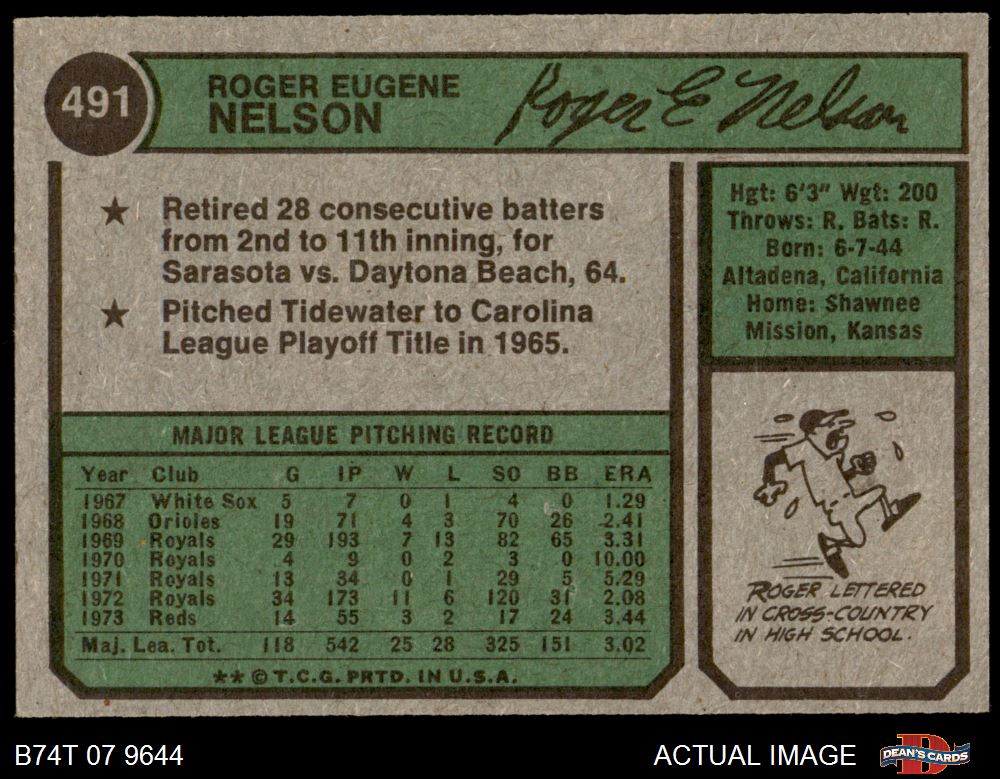 491
ROGER EUGENE
NELSON
Roger E Nelson
★ Retired 28 consecutive batters
from 2nd to 11th inning, for
Sarasota vs. Daytona Beach, 64.
★ Pitched Tidewater to Carolina
League Playoff Title in 1965.
Hgt: 6'3" Wgt: 200
Throws: R. Bats: R.
Born: 6-7-44
Altadena, California
Home: Shawnee
Mission, Kansas
MAJOR LEAGUE PITCHING RECORD
Year Club G IP W L SO BB ERA
1967 White Sox 5 7 0 1 4 0 1.29
1968 Orioles 19 71 4 3 70 26 2.41
1969 Royals 29 193 7 13 82 65 3.31
1970 Royals 4 9 0 2 3 0 10.00
1971 Royals 13 34 0 1 29 5 5.29
1972 Royals 34 173 11 6 120 31 2.08
1973 Reds 14 55 3 2 17 24 3.44
Maj. Lea. Tot. 118 542 25 28 325 151 3.02
** © T.C.G. PRTD. IN U.S.A.
ROGER LETTERED
IN CROSS-COUNTRY
IN HIGH SCHOOL.
B74T 07 9644
ACTUAL IMAGE
DEAN'S CARDS